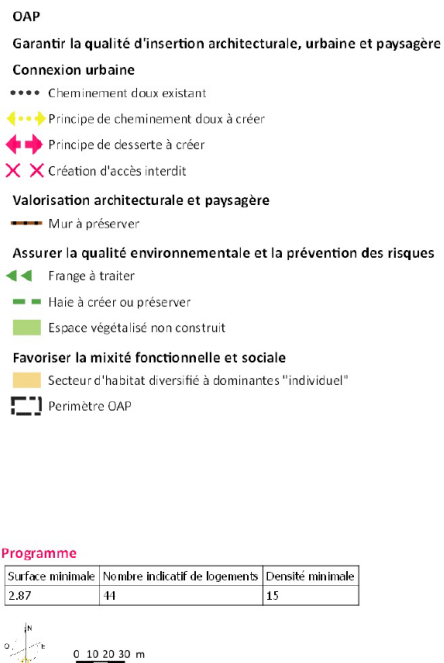 OAP
Garantir la qualité d'insertion architecturale, urbaine et paysagère
Connexion urbaine
Cheminement doux existant
Principe de cheminement doux à créer
Principe de desserte à créer
Création d'accès interdit
Valorisation architecturale et paysagère
Mur à préserver
Assurer la qualité environnementale et la prévention des risques
Frange à traiter
Haie à créer ou préserver
Espace végétalisé non construit
Favoriser la mixité fonctionnelle et sociale
Secteur d'habitat diversifié à dominantes "individuel"
Perimètre OAP
Programme
Surface minimale Nombre indicatif de logements Densité minimale
2.87 44 15
N
O E
0 10 20 30 m